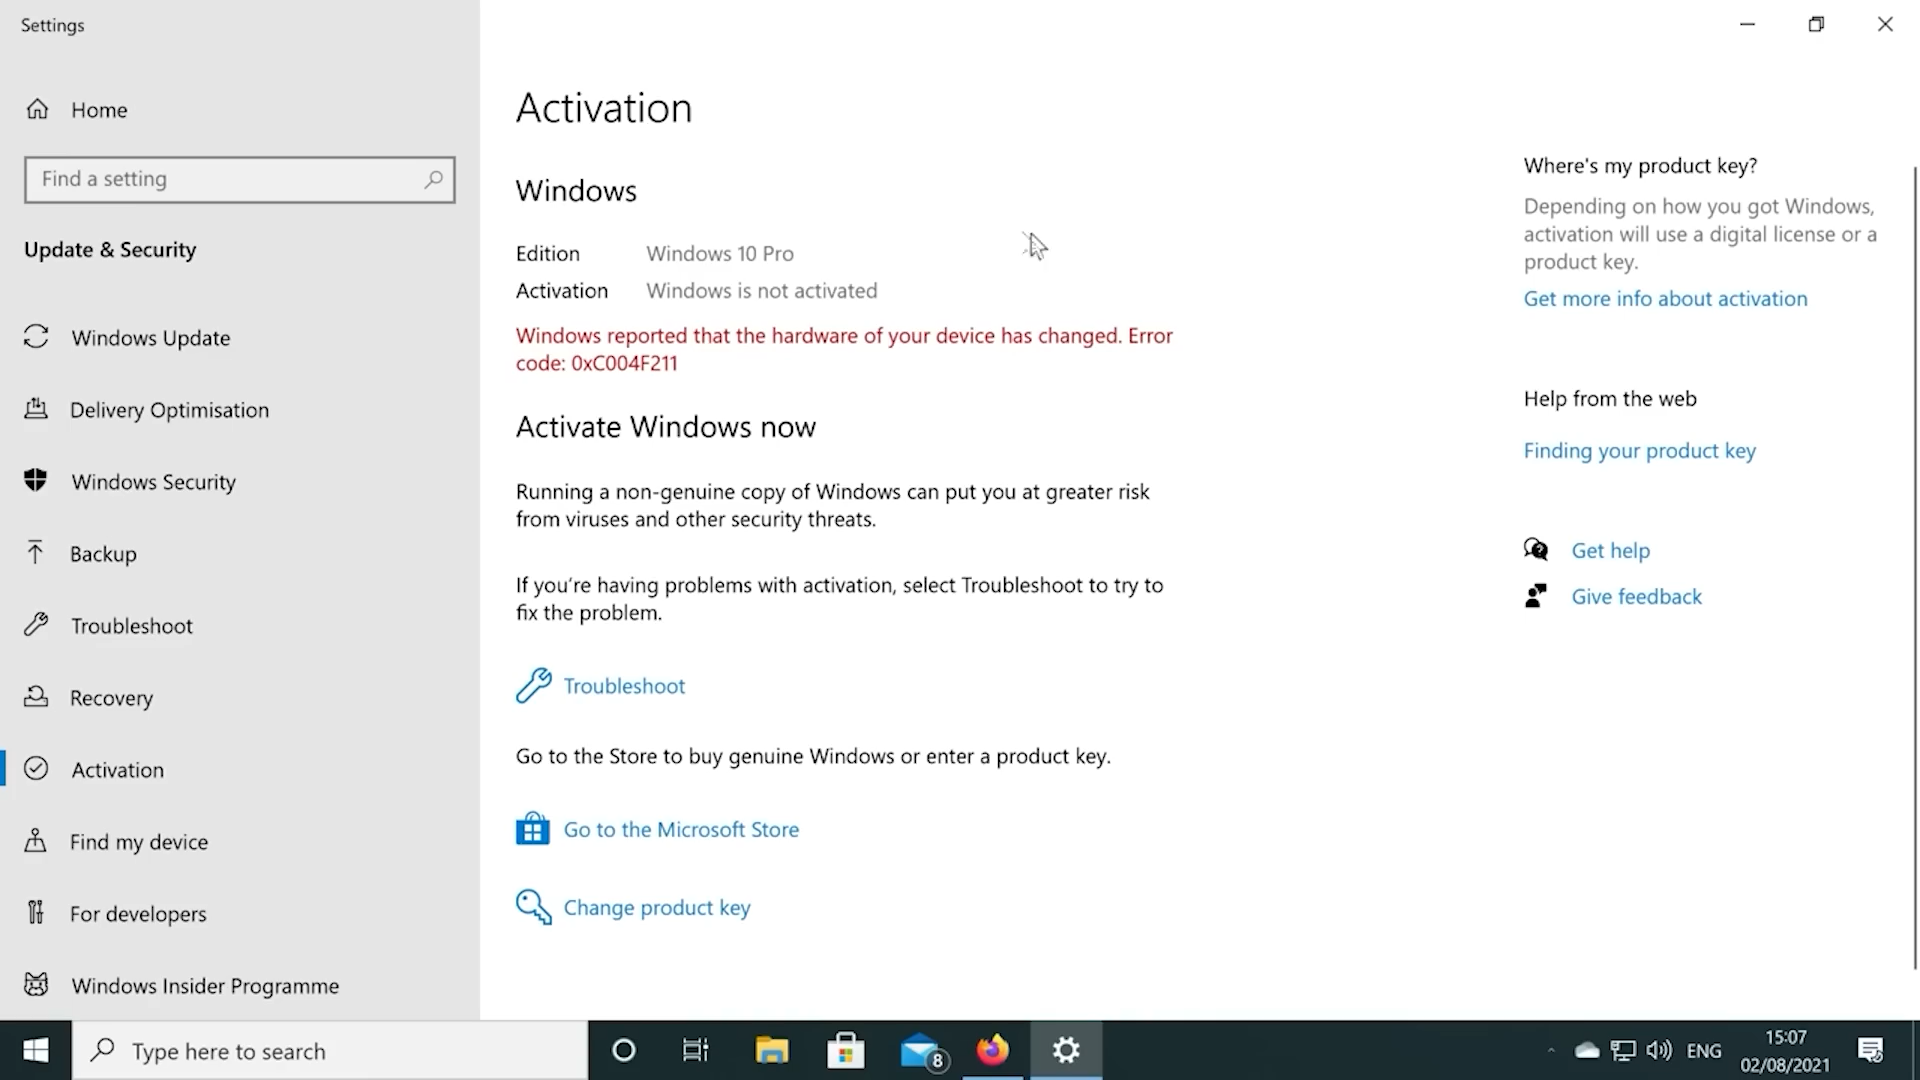 Settings
Home
Find a setting
Update & Security
Windows Update
Delivery Optimisation
Windows Security
Backup
Troubleshoot
Recovery
Activation
Find my device
For developers
Windows Insider Programme
Activation
Windows
Edition Windows 10 Pro
Activation Windows is not activated
Windows reported that the hardware of your device has changed. Error
code: 0xC004F211
Activate Windows now
Running a non-genuine copy of Windows can put you at greater risk
from viruses and other security threats.
If you're having problems with activation, select Troubleshoot to try to
fix the problem.
Troubleshoot
Go to the Store to buy genuine Windows or enter a product key.
Go to the Microsoft Store
Change product key
Where's my product key?
Depending on how you got Windows,
activation will use a digital license or a
product key.
Get more info about activation
Help from the web
Finding your product key
Get help
Give feedback
Type here to search
8
ENG
15:07
02/08/2021